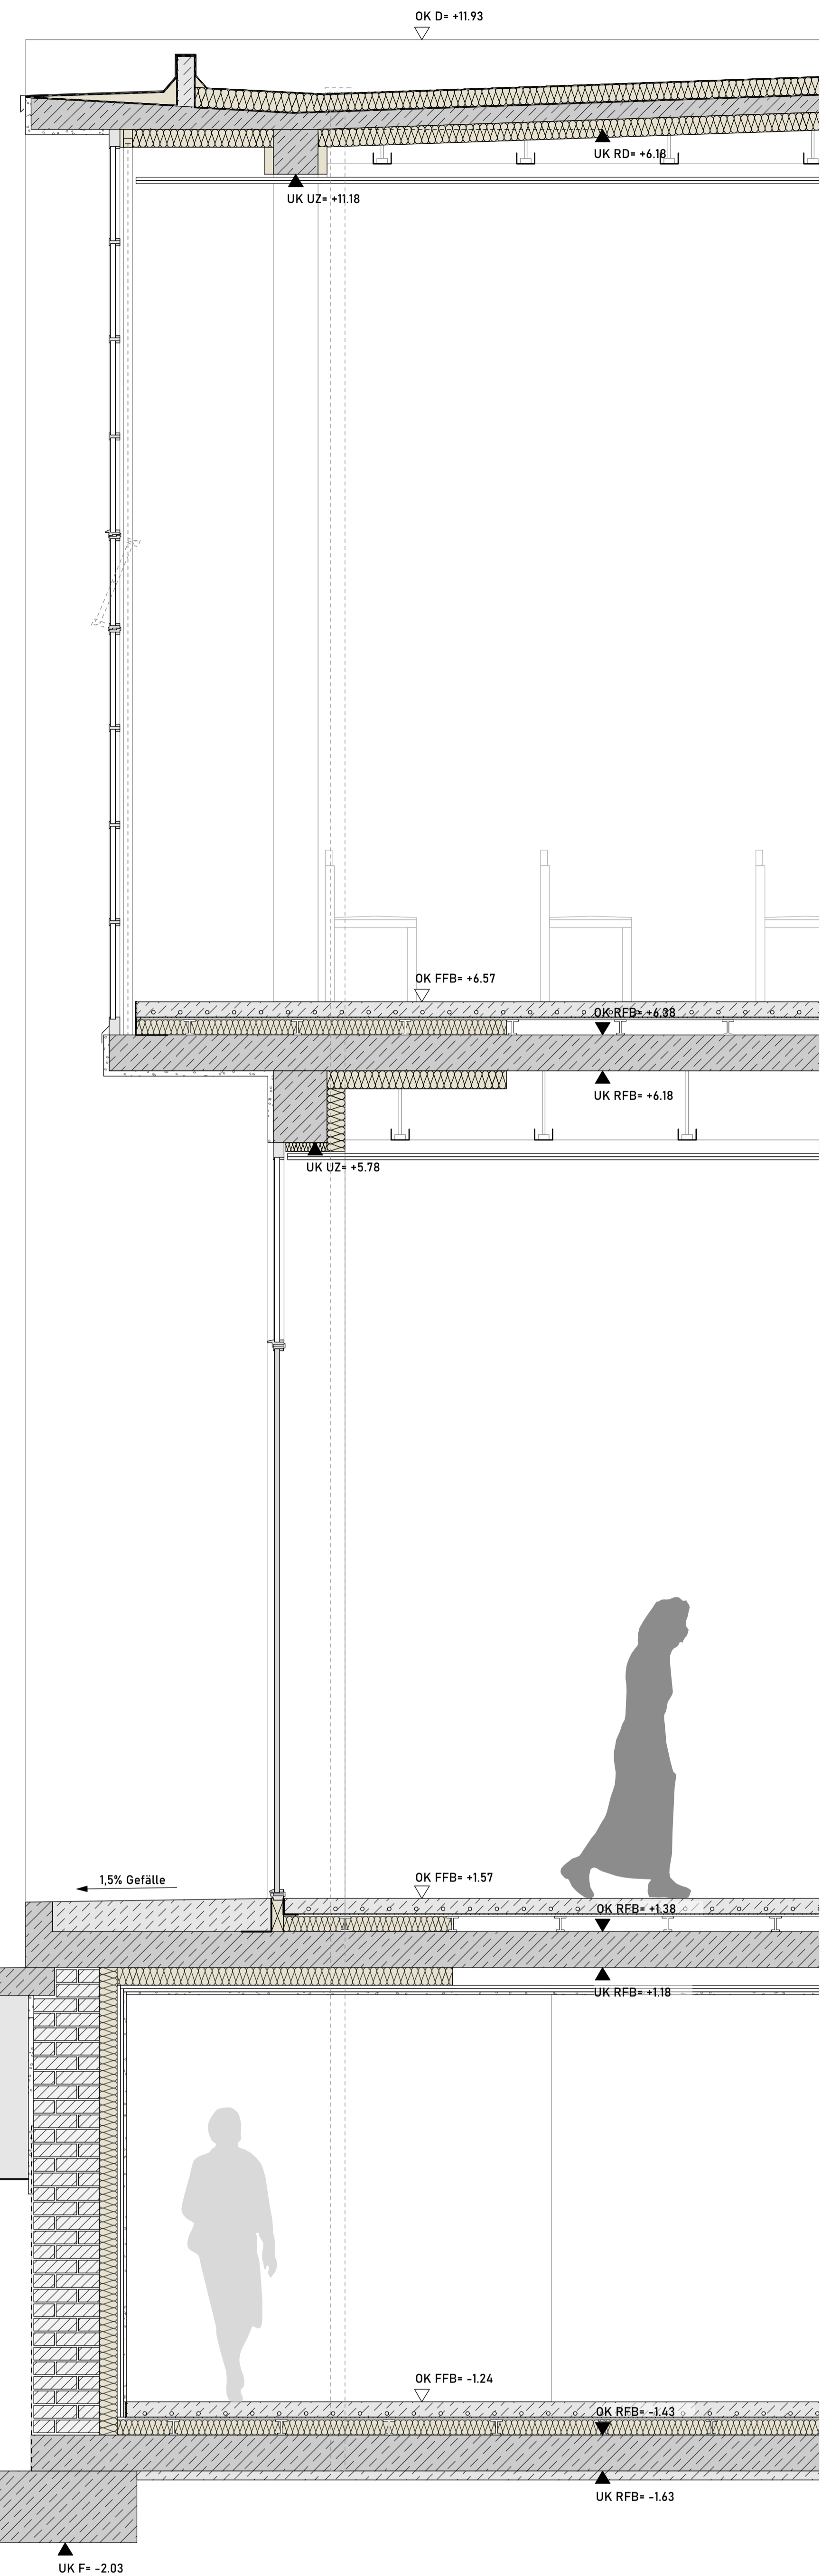 OK D= +11.93
UK RD= +6.18
UK UZ= +11.18
OK FFB= +6.57
OK RFB= +6.38
UK RFB= +6.18
UK UZ= +5.78
OK FFB= +1.57
1,5% Gefälle
OK RFB= +1.38
UK RFB= +1.18
OK FFB= -1.24
OK RFB= -1.43
UK RFB= -1.63
UK F= -2.03